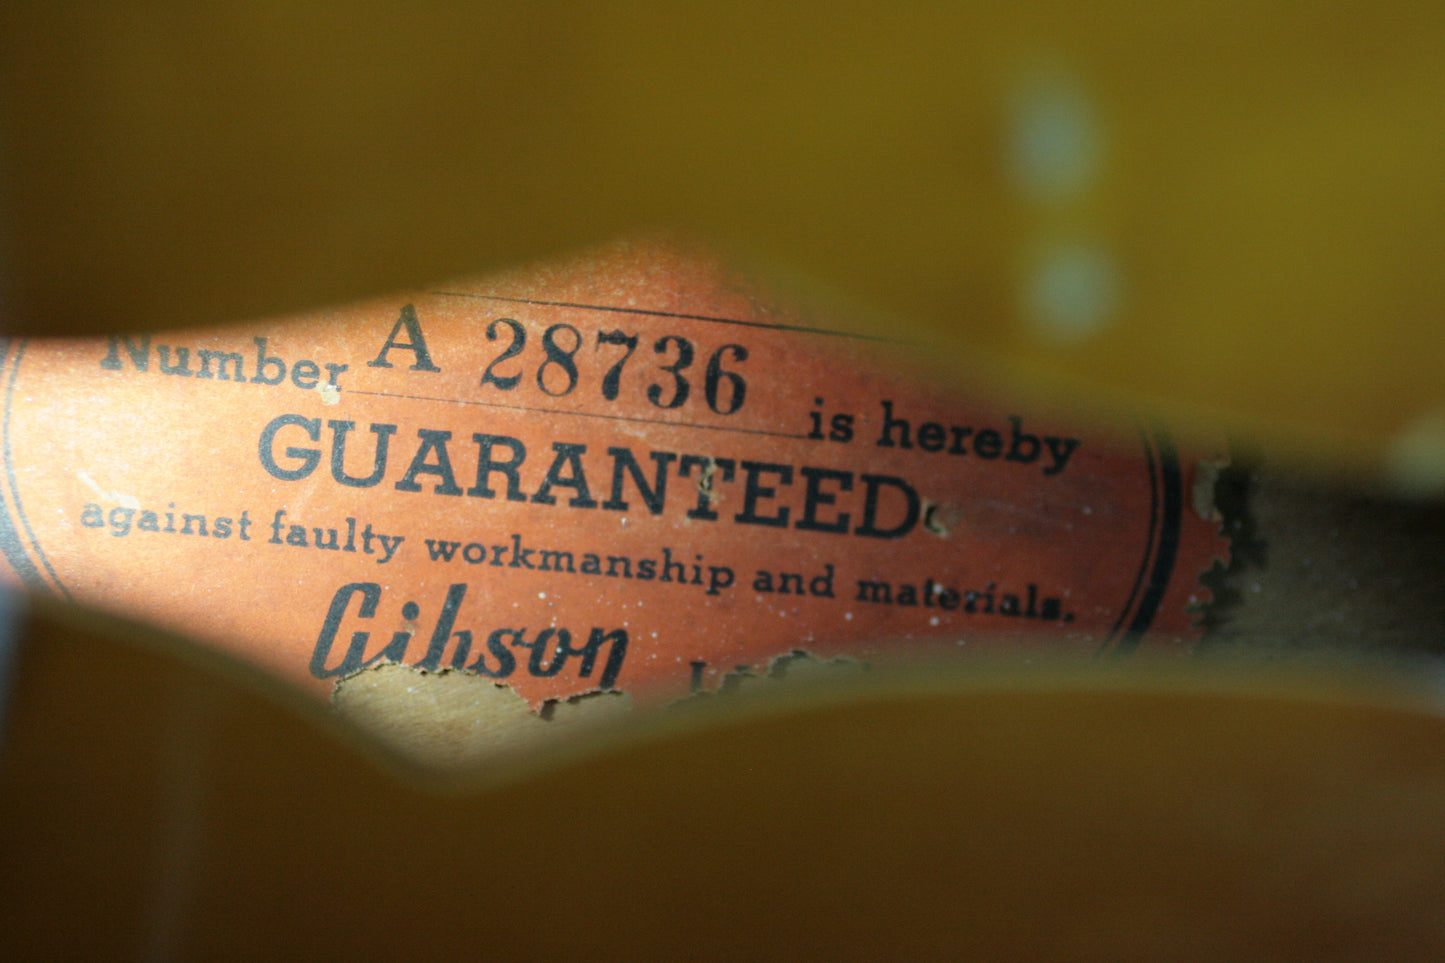 Number A 28736 is hereby
GUARANTEED
against faulty workmanship and materials.
Gibson